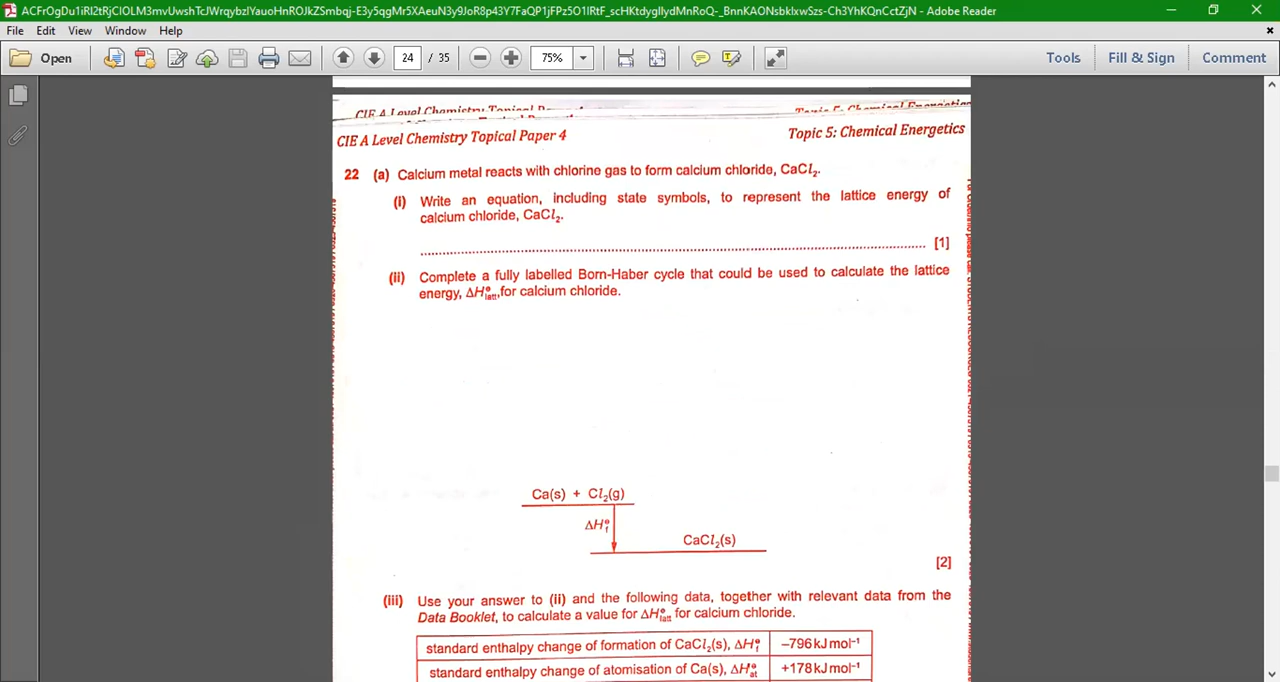 ACFrOgDu1iRl2tRjClOLM3mvUwshTcJWrqybzlYauoHnROJkZSmbqj-E3y5qgMr5XAeuN3y9JoR8p43Y7FaQP1jFPz5O1lRtF_scHKtdygllydMnRoQ-_BnnKAONsbklxwSzs-Ch3YhKQnCctZjN - Adobe Reader
File Edit View Window Help
Open 24 / 35 75% Tools Fill & Sign Comment
CIE A Level Chemistry Topical Paper 4 Topic 5: Chemical Energetics
22 (a) Calcium metal reacts with chlorine gas to form calcium chloride, CaCl₂.
(i) Write an equation, including state symbols, to represent the lattice energy of
calcium chloride, CaCl₂.
[1]
(ii) Complete a fully labelled Born-Haber cycle that could be used to calculate the lattice
energy, ΔH°latt, for calcium chloride.
Ca(s) + Cl₂(g)
ΔH°f
CaCl₂(s)
[2]
(iii) Use your answer to (ii) and the following data, together with relevant data from the
Data Booklet, to calculate a value for ΔH°latt for calcium chloride.
standard enthalpy change of formation of CaCl₂(s), ΔH°f –796 kJ mol⁻¹
standard enthalpy change of atomisation of Ca(s), ΔH°at +178 kJ mol⁻¹